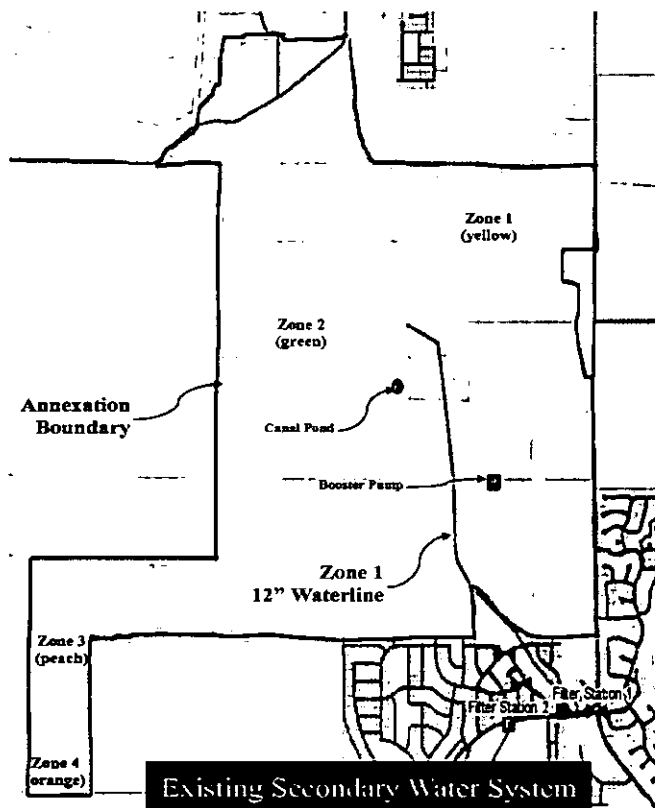 Zone 1
(yellow)
Zone 2
(green)
Annexation
Boundary
Canal Pond
Booster Pump
Zone 1
12” Waterline
Zone 3
(peach)
Filter Station 1
Filter Station 2
Zone 4
(orange)
Existing Secondary Water System